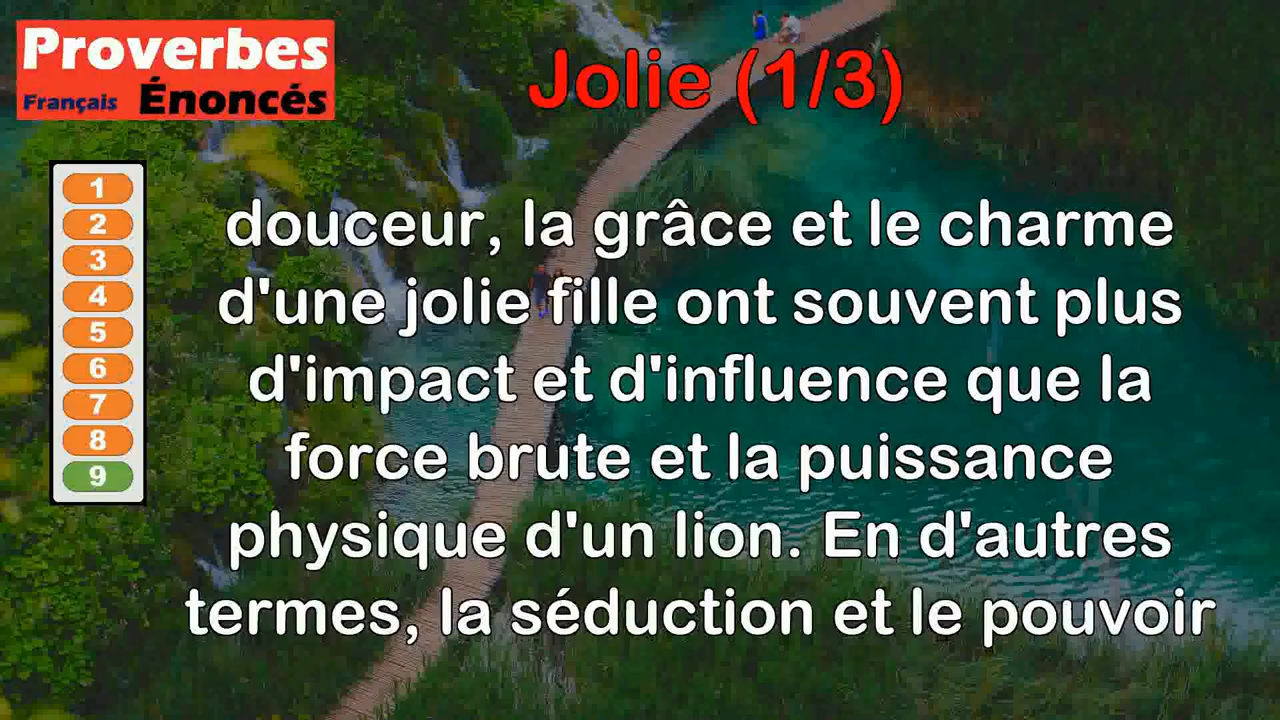 Proverbes
Français Énoncés
Jolie (1/3)
1
2
3
4
5
6
7
8
9
douceur, la grâce et le charme
d'une jolie fille ont souvent plus
d'impact et d'influence que la
force brute et la puissance
physique d'un lion. En d'autres
termes, la séduction et le pouvoir